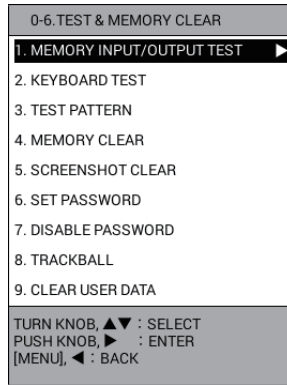 0-6.TEST & MEMORY CLEAR
1. MEMORY INPUT/OUTPUT TEST ▶
2. KEYBOARD TEST
3. TEST PATTERN
4. MEMORY CLEAR
5. SCREENSHOT CLEAR
6. SET PASSWORD
7. DISABLE PASSWORD
8. TRACKBALL
9. CLEAR USER DATA
TURN KNOB, ▲▼ : SELECT
PUSH KNOB, ▶ : ENTER
[MENU], ◀ : BACK